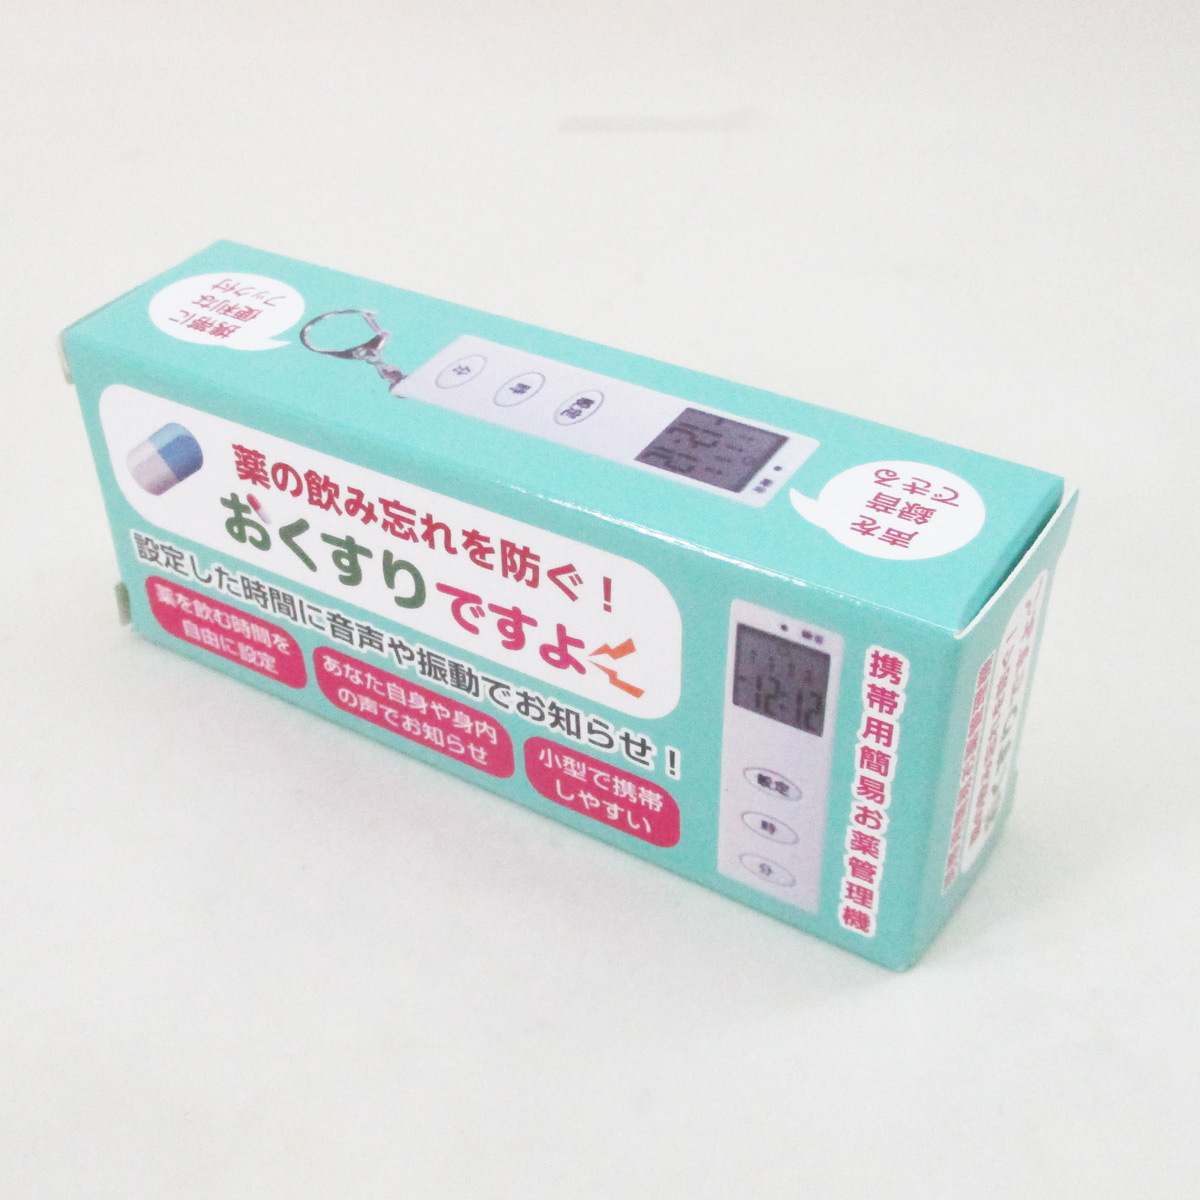 携帯に
便利な
フック付
分
時
設定
録音
声を
録音
できる
薬の飲み忘れを防ぐ！
おくすりですよ
設定した時間に音声や振動でお知らせ！
薬を飲む時間を
自由に設定
あなた自身や身内
の声でお知らせ
小型で携帯
しやすい
録音
12:12
設定
時
分
携帯用簡易お薬管理機